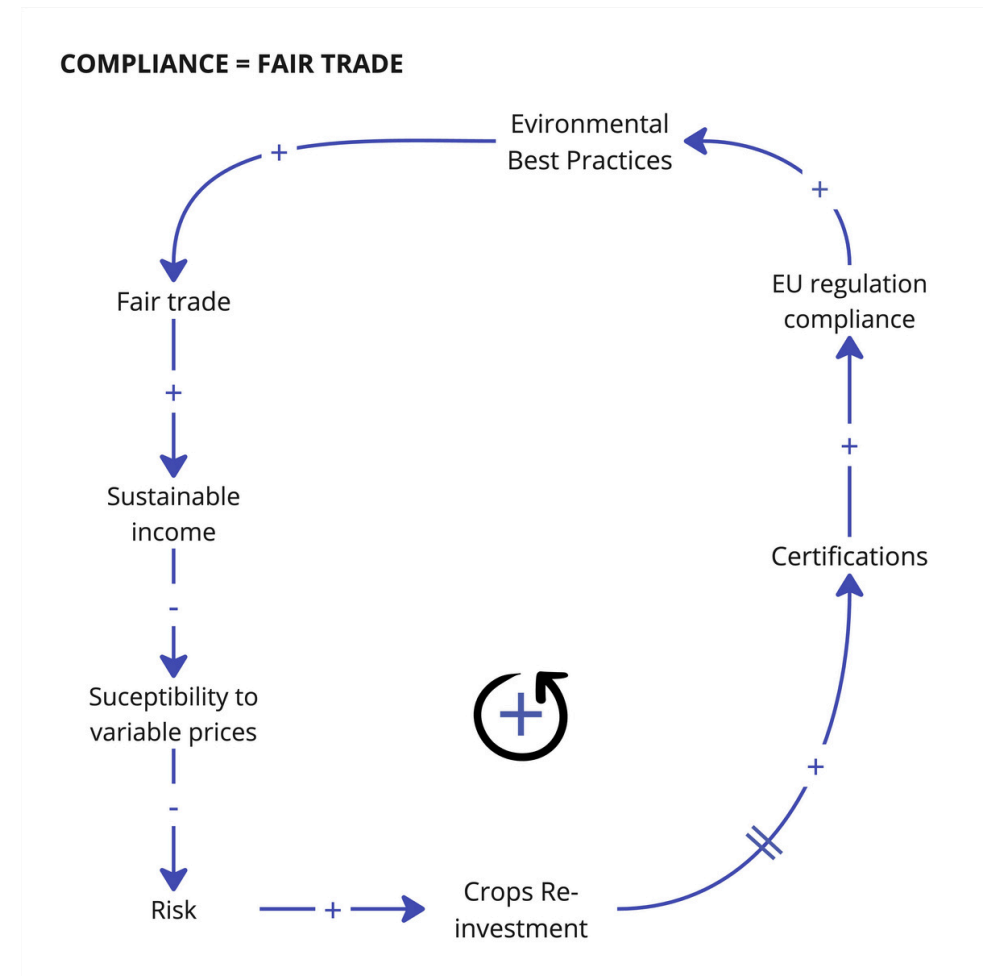 COMPLIANCE = FAIR TRADE
Evironmental
Best Practices
+
+
Fair trade
EU regulation
compliance
+
+
Sustainable
income
Certifications
-
Suceptibility to
variable prices
+
+
-
Risk
+
Crops Re-
investment